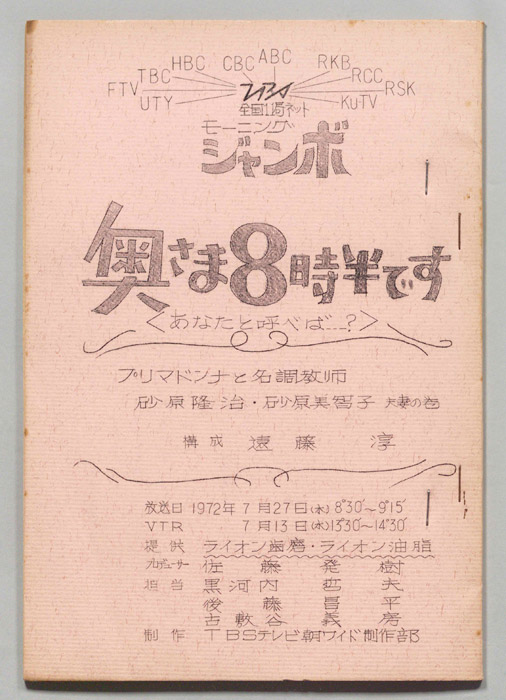 HBC CBC ABC RKB
TBC RCC
FTV TBS RSK
UTY KuTV
全国11局ネット
モーニング
ジャンボ
奥さま8時半です
＜あなたと呼べば…?＞
プリマドンナと名調教師
砂原隆治・砂原美智子 夫妻の巻
構成 遠藤 淳
放送日 1972年 7月27日(木) 8°30′〜9°15′
VTR 7月13日(木)13°30′〜14°30′
提供 ライオン歯磨・ライオン油脂
プロデューサー 佐藤 発樹
担当 黒河内 哲夫
後藤 昌平
古敷谷 義房
制作 TBSテレビ朝ワイド制作部